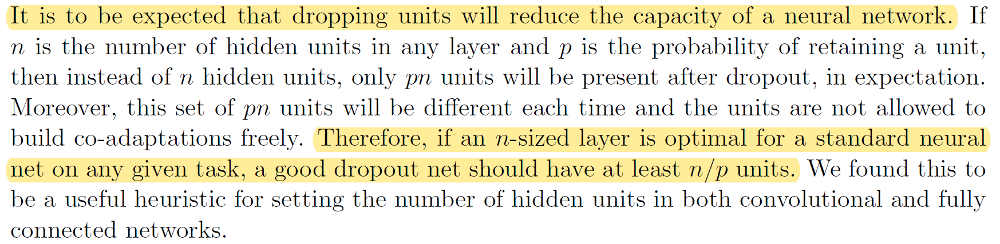 It is to be expected that dropping units will reduce the capacity of a neural network. If
n is the number of hidden units in any layer and p is the probability of retaining a unit,
then instead of n hidden units, only pn units will be present after dropout, in expectation.
Moreover, this set of pn units will be different each time and the units are not allowed to
build co-adaptations freely. Therefore, if an n-sized layer is optimal for a standard neural
net on any given task, a good dropout net should have at least n/p units. We found this to
be a useful heuristic for setting the number of hidden units in both convolutional and fully
connected networks.